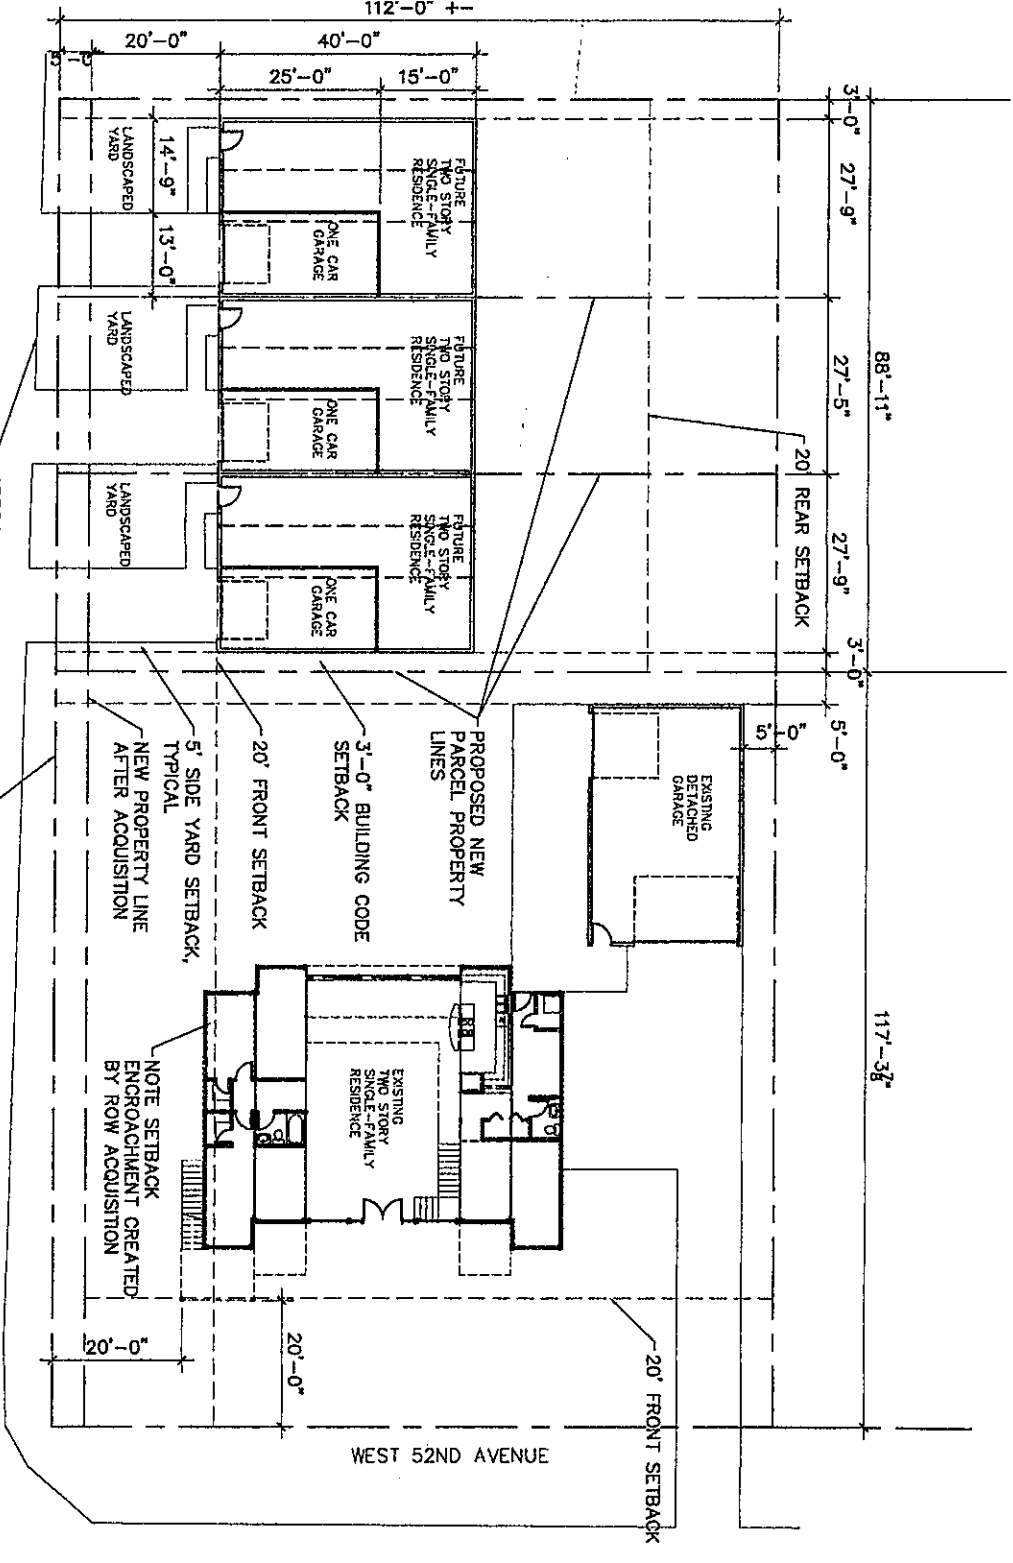 112'-0" +-
20'-0"
40'-0"
5'-0
25'-0"
15'-0"
3'-0"
27'-9"
88'-11"
27'-5"
27'-9"
3'-0"
5'-0"
5'-0"
117'-3⅞"
14'-9"
13'-0"
LANDSCAPED
YARD
FUTURE
TWO STORY
SINGLE-FAMILY
RESIDENCE
ONE CAR
GARAGE
LANDSCAPED
YARD
FUTURE
TWO STORY
SINGLE-FAMILY
RESIDENCE
ONE CAR
GARAGE
LANDSCAPED
YARD
FUTURE
TWO STORY
SINGLE-FAMILY
RESIDENCE
ONE CAR
GARAGE
20' REAR SETBACK
PROPOSED NEW
PARCEL PROPERTY
LINES
3'-0" BUILDING CODE
SETBACK
20' FRONT SETBACK
5' SIDE YARD SETBACK,
TYPICAL
NEW PROPERTY LINE
AFTER ACQUISITION
EXISTING
DETACHED
GARAGE
EXISTING
TWO STORY
SINGLE-FAMILY
RESIDENCE
NOTE SETBACK
ENCROACHMENT CREATED
BY ROW ACQUISITION
20'-0"
20'-0"
20' FRONT SETBACK
WEST 52ND AVENUE